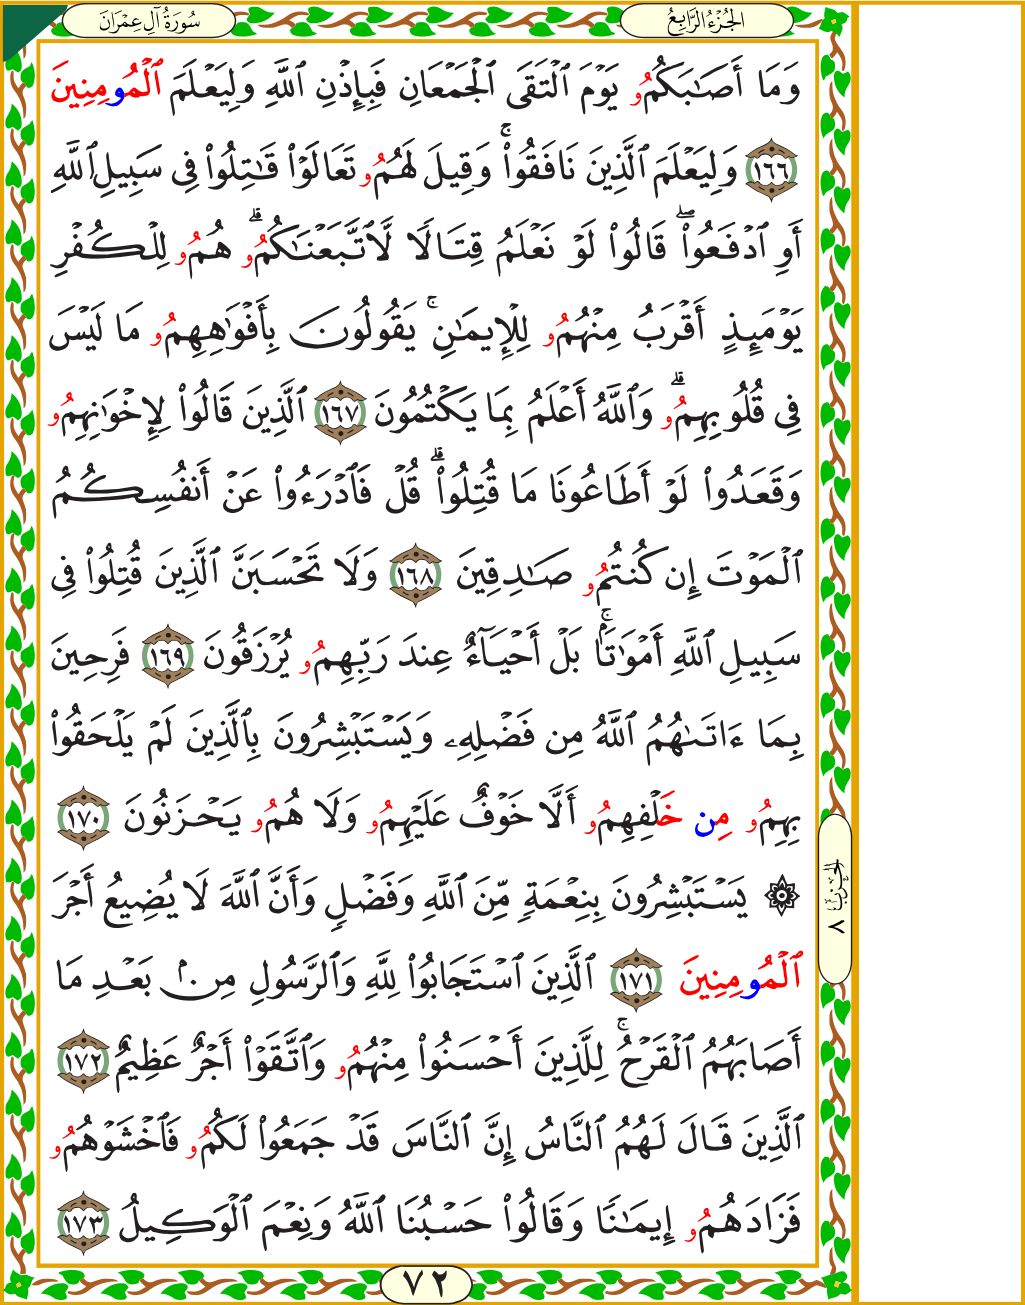 سُورَةُ آلِ عِمْرَانَ
الجُزْءُ الرَّابِعُ
وَمَا أَصَٰبَكُمُۥ يَوْمَ ٱلْتَقَى ٱلْجَمْعَانِ فَبِإِذْنِ ٱللَّهِ وَلِيَعْلَمَ ٱلْمُومِنِينَ
١٦٦ وَلِيَعْلَمَ ٱلَّذِينَ نَافَقُوا۟ۚ وَقِيلَ لَهُمُۥ تَعَالَوْا۟ قَٰتِلُوا۟ فِى سَبِيلِ ٱللَّهِ
أَوِ ٱدْفَعُوا۟ۖ قَالُوا۟ لَوْ نَعْلَمُ قِتَالًا لَّٱتَّبَعْنَٰكُمُۥۗ هُمُۥ لِلْكُفْرِ
يَوْمَئِذٍ أَقْرَبُ مِنْهُمُۥ لِلْإِيمَٰنِۚ يَقُولُونَ بِأَفْوَٰهِهِمُۥ مَا لَيْسَ
فِى قُلُوبِهِمُۥۗ وَٱللَّهُ أَعْلَمُ بِمَا يَكْتُمُونَ ١٦٧ ٱلَّذِينَ قَالُوا۟ لِإِخْوَٰنِهِمُۥ
وَقَعَدُوا۟ لَوْ أَطَاعُونَا مَا قُتِلُوا۟ۗ قُلْ فَٱدْرَءُوا۟ عَنْ أَنفُسِكُمُ
ٱلْمَوْتَ إِن كُنتُمُۥ صَٰدِقِينَ ١٦٨ وَلَا تَحْسَبَنَّ ٱلَّذِينَ قُتِلُوا۟ فِى
سَبِيلِ ٱللَّهِ أَمْوَٰتًۢاۚ بَلْ أَحْيَآءٌ عِندَ رَبِّهِمُۥ يُرْزَقُونَ ١٦٩ فَرِحِينَ
بِمَا ءَاتَىٰهُمُ ٱللَّهُ مِن فَضْلِهِۦ وَيَسْتَبْشِرُونَ بِٱلَّذِينَ لَمْ يَلْحَقُوا۟
بِهِمُۥ مِن خَلْفِهِمُۥ أَلَّا خَوْفٌ عَلَيْهِمُۥ وَلَا هُمُۥ يَحْزَنُونَ ١٧٠
۞ يَسْتَبْشِرُونَ بِنِعْمَةٍ مِّنَ ٱللَّهِ وَفَضْلٍ وَأَنَّ ٱللَّهَ لَا يُضِيعُ أَجْرَ
ٱلْمُومِنِينَ ١٧١ ٱلَّذِينَ ٱسْتَجَابُوا۟ لِلَّهِ وَٱلرَّسُولِ مِنۢ بَعْدِ مَا
أَصَابَهُمُ ٱلْقَرْحُۚ لِلَّذِينَ أَحْسَنُوا۟ مِنْهُمُۥ وَٱتَّقَوْا۟ أَجْرٌ عَظِيمٌ ١٧٢
ٱلَّذِينَ قَالَ لَهُمُ ٱلنَّاسُ إِنَّ ٱلنَّاسَ قَدْ جَمَعُوا۟ لَكُمُۥ فَٱخْشَوْهُمُۥ
فَزَادَهُمُۥ إِيمَٰنًا وَقَالُوا۟ حَسْبُنَا ٱللَّهُ وَنِعْمَ ٱلْوَكِيلُ ١٧٣
الحزب ٨
٧٢